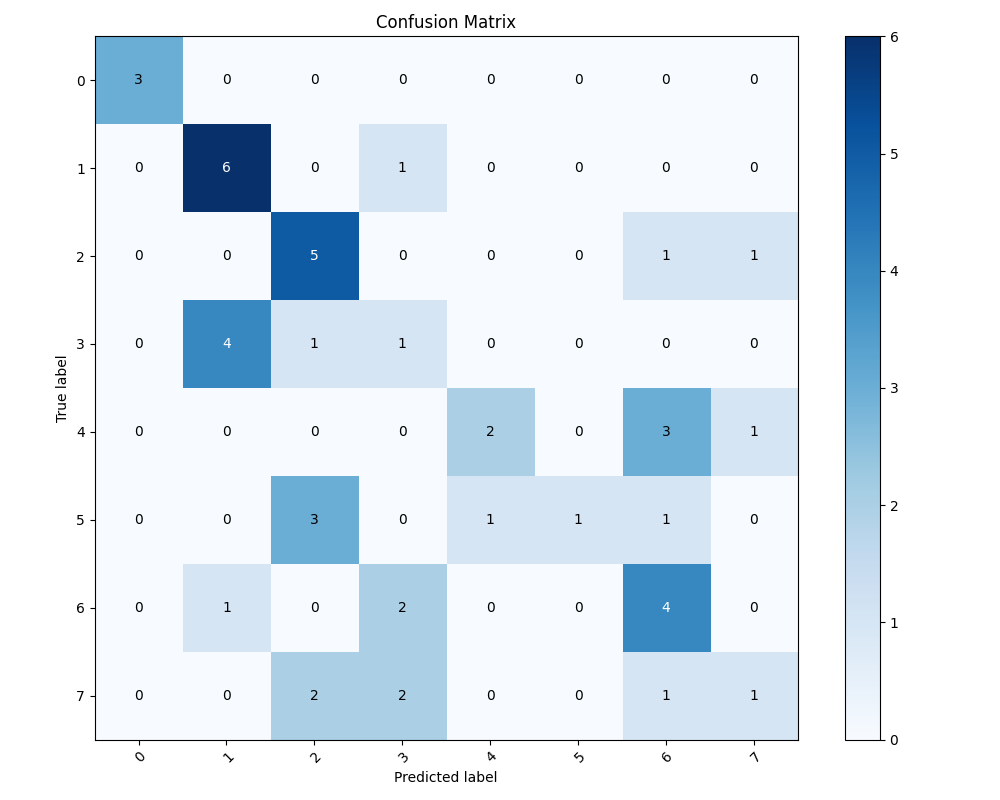 Confusion Matrix
0 3 0 0 0 0 0 0 0
1 0 6 0 1 0 0 0 0
2 0 0 5 0 0 0 1 1
3 0 4 1 1 0 0 0 0
4 0 0 0 0 2 0 3 1
5 0 0 3 0 1 1 1 0
6 0 1 0 2 0 0 4 0
7 0 0 2 2 0 0 1 1
0 1 2 3 4 5 6 7
True label
Predicted label
6
5
4
3
2
1
0